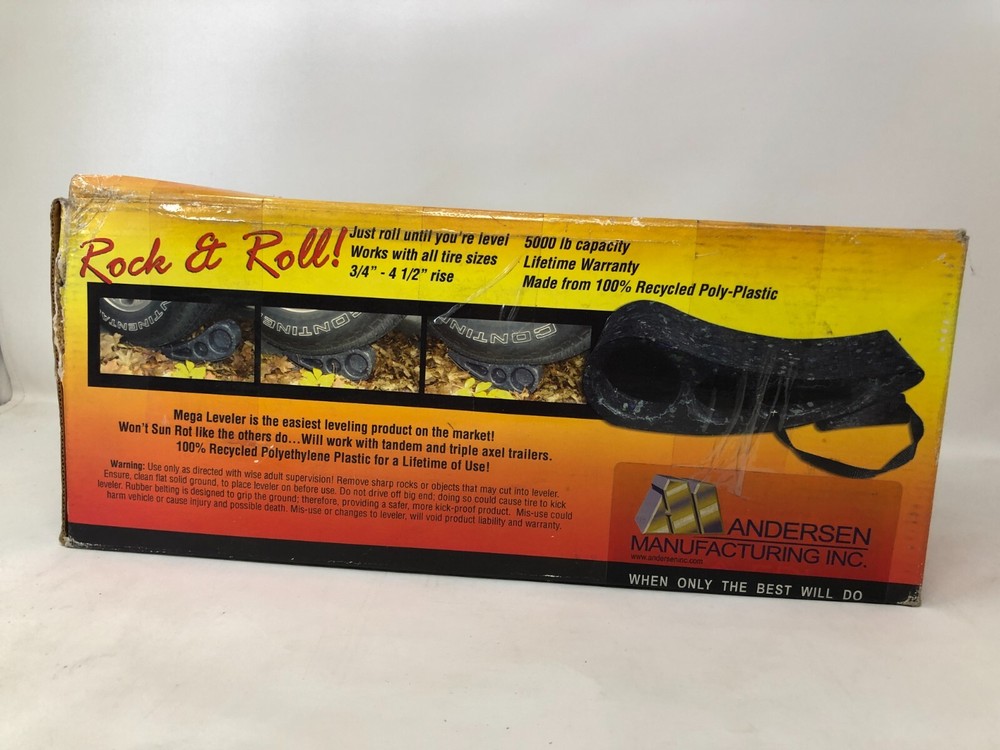 Rock & Roll!
Just roll until you're level
Works with all tire sizes
3/4" - 4 1/2" rise
5000 lb capacity
Lifetime Warranty
Made from 100% Recycled Poly-Plastic
CONTINENTAL
CONTINE
CONTI
Mega Leveler is the easiest leveling product on the market!
Won't Sun Rot like the others do...Will work with tandem and triple axel trailers.
100% Recycled Polyethylene Plastic for a Lifetime of Use!
Warning: Use only as directed with wise adult supervision! Remove sharp rocks or objects that may cut into leveler.
Ensure, clean flat solid ground, to place leveler on before use. Do not drive off big end; doing so could cause tire to kick
leveler. Rubber belting is designed to grip the ground; therefore, providing a safer, more kick-proof product. Mis-use could
harm vehicle or cause injury and possible death. Mis-use or changes to leveler, will void product liability and warranty.
ANDERSEN
MANUFACTURING INC.
www.anderseninc.com
WHEN ONLY THE BEST WILL DO